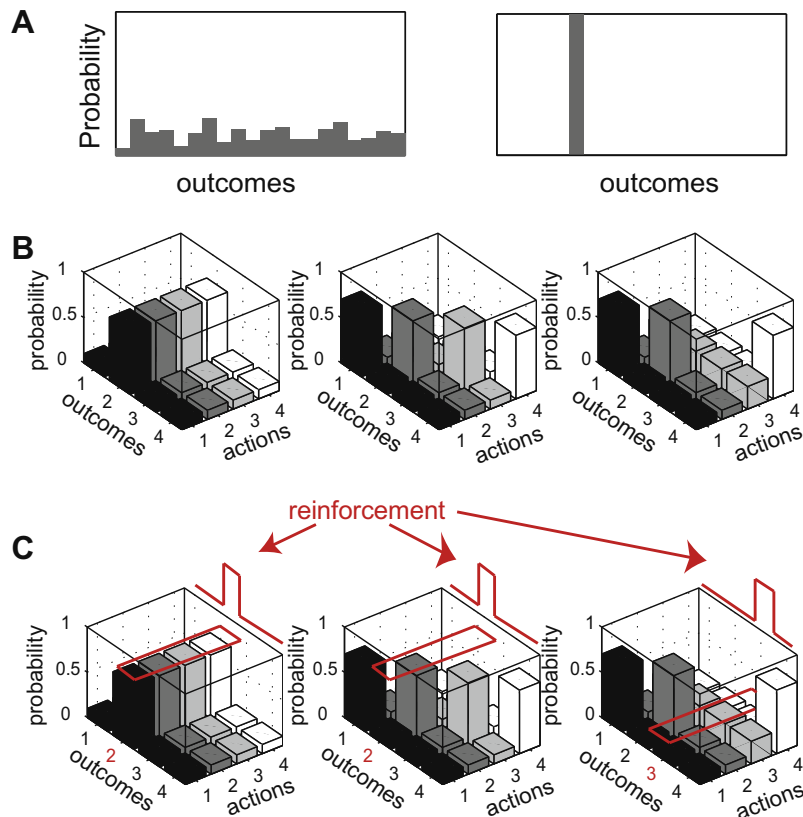 A
Probability
outcomes
outcomes
B
probability
1
0.5
0
1
2
3
4
outcomes
1
2
3
4
actions
probability
1
0.5
0
1
2
3
4
outcomes
1
2
3
4
actions
probability
1
0.5
0
1
2
3
4
outcomes
1
2
3
4
actions
reinforcement
C
probability
1
0.5
0
1
2
3
4
outcomes
1
2
3
4
actions
probability
1
0.5
0
1
2
3
4
outcomes
1
2
3
4
actions
probability
1
0.5
0
1
2
3
4
outcomes
1
2
3
4
actions